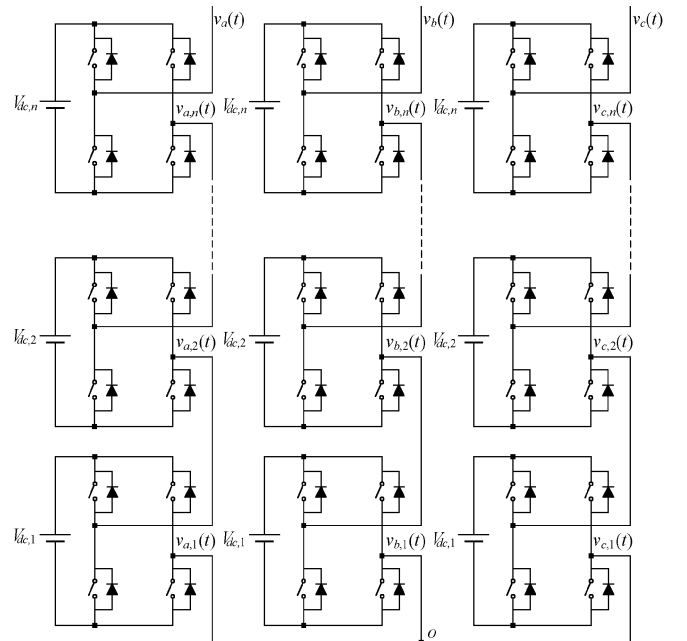 v_a(t) v_b(t) v_c(t)
V_dc,n v_a,n(t) V_dc,n v_b,n(t) V_dc,n v_c,n(t)
V_dc,2 v_a,2(t) V_dc,2 v_b,2(t) V_dc,2 v_c,2(t)
V_dc,1 v_a,1(t) V_dc,1 v_b,1(t) V_dc,1 v_c,1(t)
o